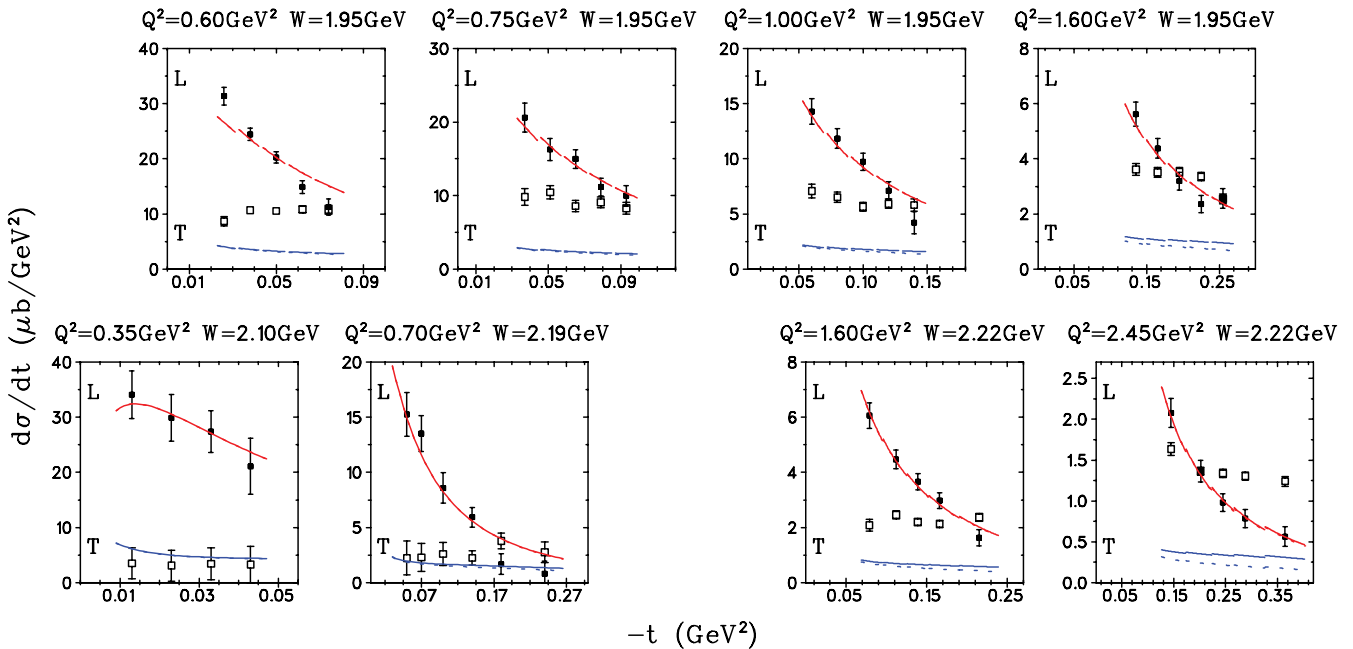 Q²=0.60GeV² W=1.95GeV Q²=0.75GeV² W=1.95GeV Q²=1.00GeV² W=1.95GeV Q²=1.60GeV² W=1.95GeV
40 30 20 8
L L L L
30 6
20 15
20 10 4
10 10 5 2
T T T T
0 0 0 0
0.01 0.03 0.05 0.07 0.09 0.01 0.05 0.09 0.05 0.10 0.15 0.05 0.15 0.25
dσ/dt (μb/GeV²)
Q²=0.35GeV² W=2.10GeV Q²=0.70GeV² W=2.19GeV Q²=1.60GeV² W=2.22GeV Q²=2.45GeV² W=2.22GeV
40 20 8 2.5
L L L L
30 15 6 2.0
20 10 4 1.5
1.0
10 5 2
T T T T 0.5
0 0 0 0.0
0.01 0.03 0.05 0.07 0.17 0.27 0.05 0.15 0.25 0.05 0.15 0.25 0.35
−t (GeV²)